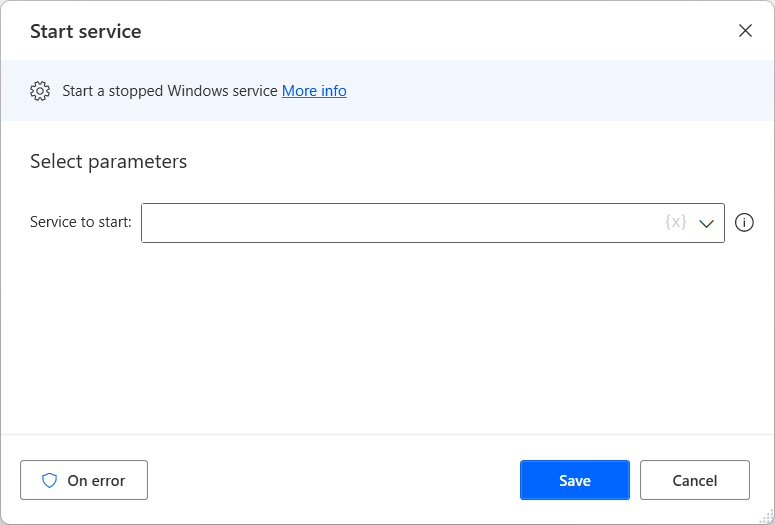 Start service
Start a stopped Windows service More info
Select parameters
Service to start:
{x}
On error
Save
Cancel